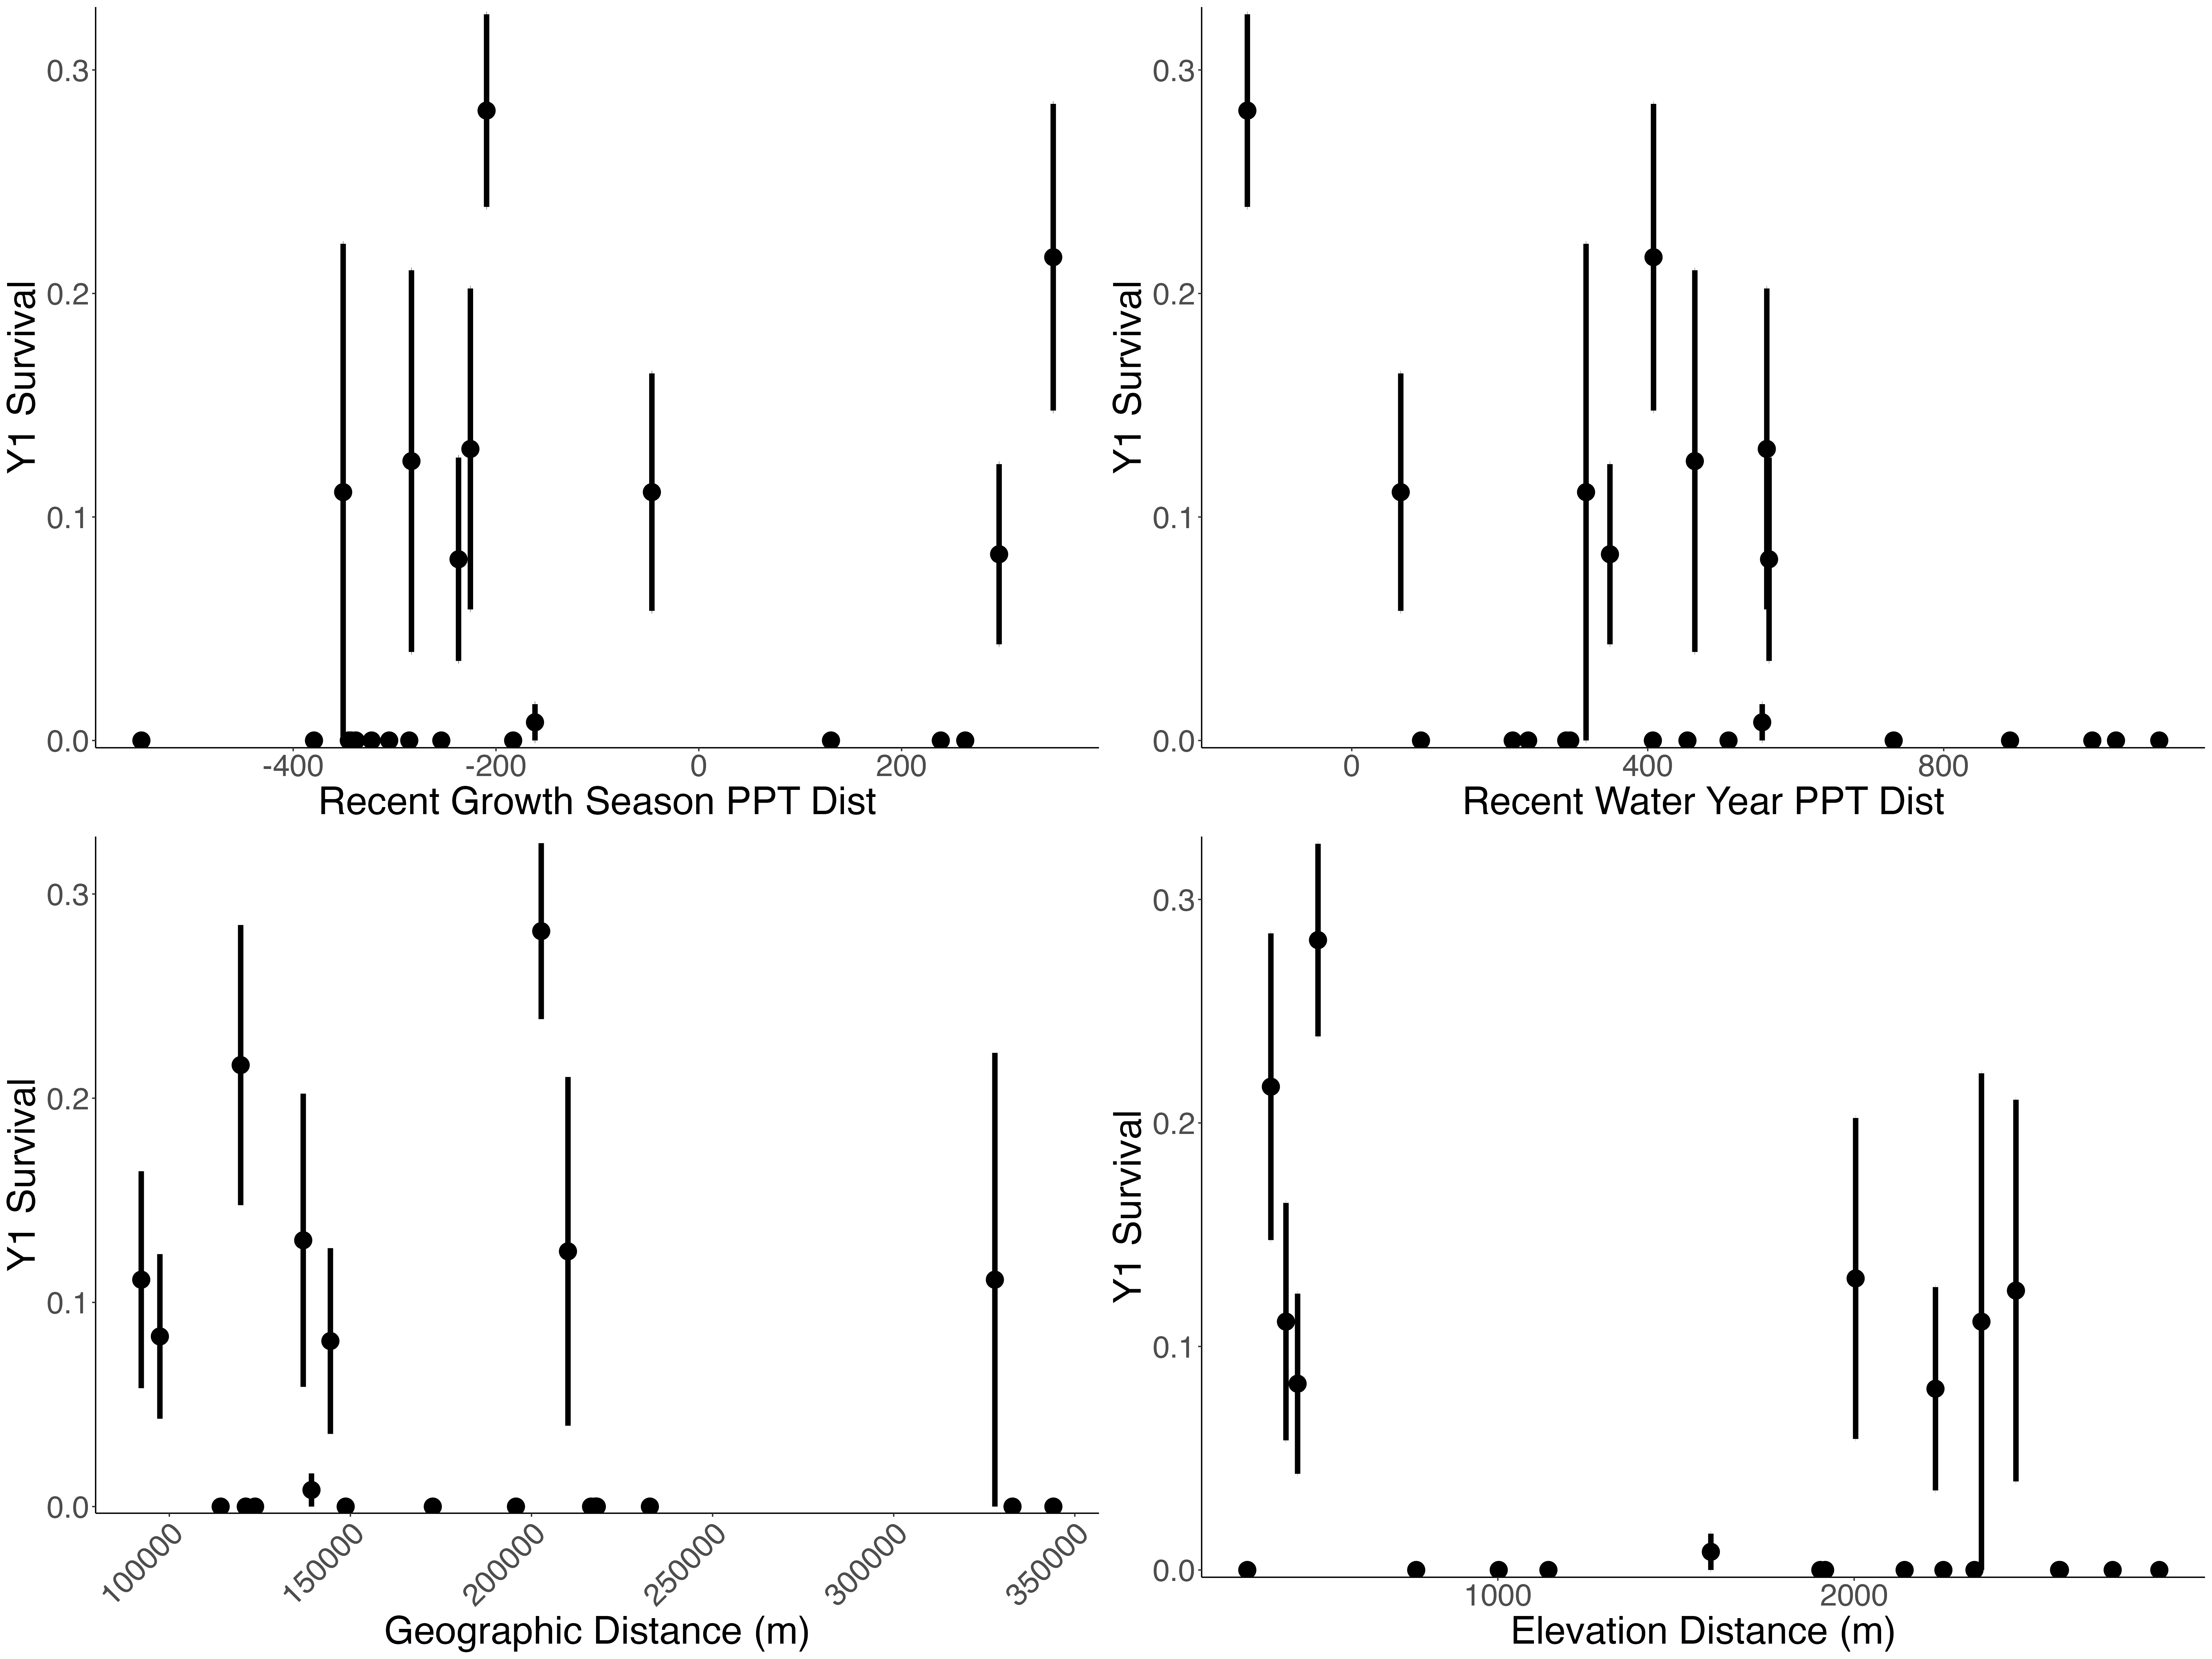 0.3
0.2
0.1
0.0
Y1 Survival
-400 -200 0 200
Recent Growth Season PPT Dist
0.3
0.2
0.1
0.0
Y1 Survival
0 400 800
Recent Water Year PPT Dist
0.3
0.2
0.1
0.0
Y1 Survival
100000 150000 200000 250000 300000 350000
Geographic Distance (m)
0.3
0.2
0.1
0.0
Y1 Survival
1000 2000
Elevation Distance (m)